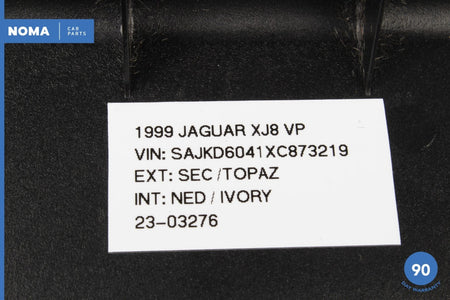 NOMA CAR PARTS
1999 JAGUAR XJ8 VP
VIN: SAJKD6041XC873219
EXT: SEC / TOPAZ
INT: NED / IVORY
23-03276
90
DAY WARRANTY